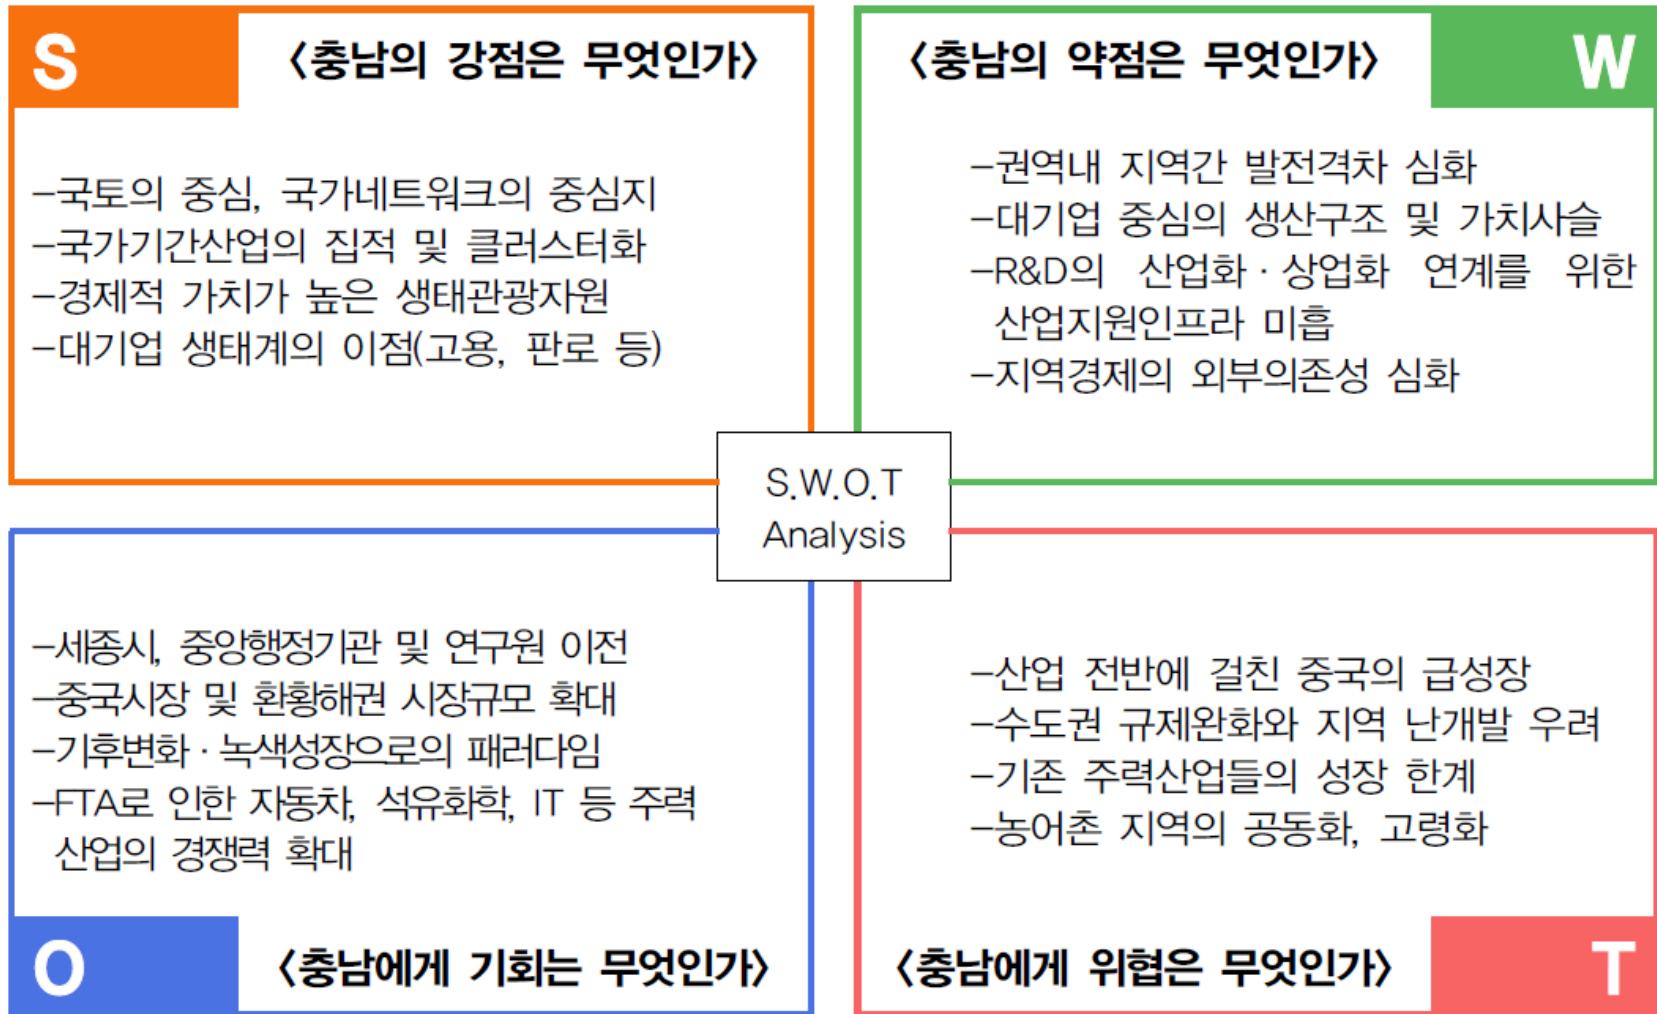 S
<충남의 강점은 무엇인가>
-국토의 중심, 국가네트워크의 중심지
-국가기간산업의 집적 및 클러스터화
-경제적 가치가 높은 생태관광자원
-대기업 생태계의 이점(고용, 판로 등)
<충남의 약점은 무엇인가>
W
-권역내 지역간 발전격차 심화
-대기업 중심의 생산구조 및 가치사슬
-R&D의 산업화·상업화 연계를 위한
산업지원인프라 미흡
-지역경제의 외부의존성 심화
S.W.O.T
Analysis
-세종시, 중앙행정기관 및 연구원 이전
-중국시장 및 환황해권 시장규모 확대
-기후변화·녹색성장으로의 패러다임
-FTA로 인한 자동차, 석유화학, IT 등 주력
산업의 경쟁력 확대
O
<충남에게 기회는 무엇인가>
-산업 전반에 걸친 중국의 급성장
-수도권 규제완화와 지역 난개발 우려
-기존 주력산업들의 성장 한계
-농어촌 지역의 공동화, 고령화
<충남에게 위협은 무엇인가>
T